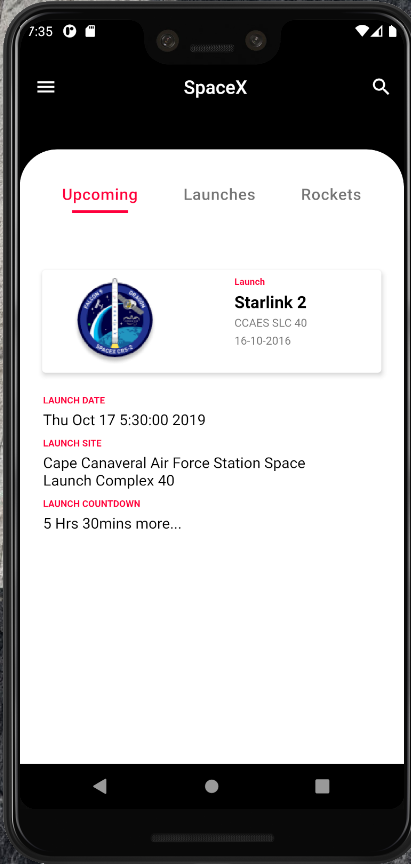 7:35
SpaceX
Upcoming Launches Rockets
FALCON 9 DRAGON
SPACEX CRS-2
Launch
Starlink 2
CCAES SLC 40
16-10-2016
LAUNCH DATE
Thu Oct 17 5:30:00 2019
LAUNCH SITE
Cape Canaveral Air Force Station Space
Launch Complex 40
LAUNCH COUNTDOWN
5 Hrs 30mins more...